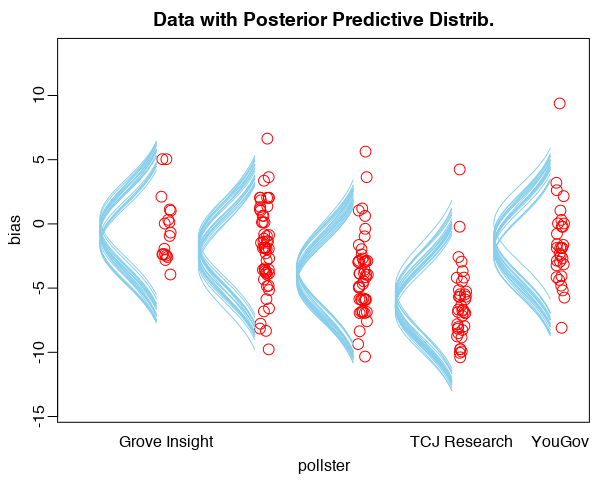 Data with Posterior Predictive Distrib.
bias
10
5
0
-5
-10
-15
Grove Insight TCJ Research YouGov
pollster